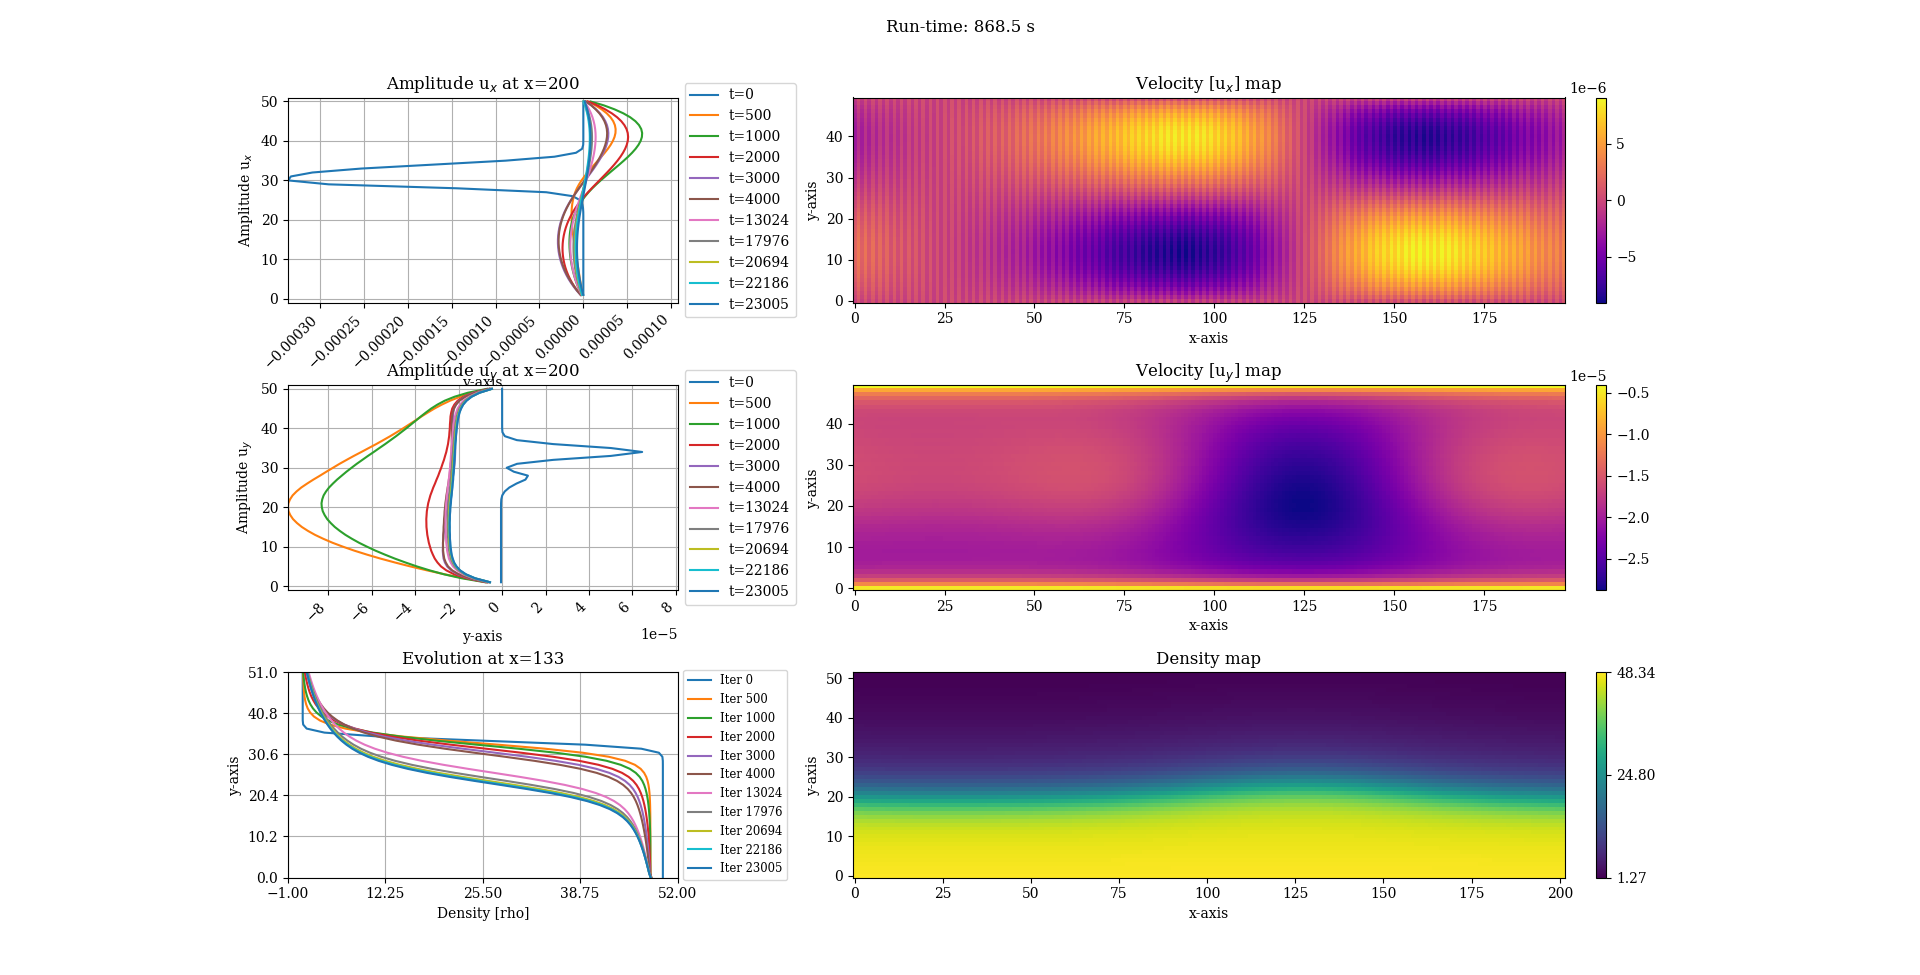 Run-time: 868.5 s
Amplitude uₓ at x=200
Amplitude uₓ
50
40
30
20
10
0
−0.00030
−0.00025
−0.00020
−0.00015
−0.00010
−0.00005
0.00000
0.00005
0.00010
y-axis
t=0
t=500
t=1000
t=2000
t=3000
t=4000
t=13024
t=17976
t=20694
t=22186
t=23005
Velocity [uₓ] map
1e−6
y-axis
40
30
20
10
0
0 25 50 75 100 125 150 175
x-axis
5
0
−5
Amplitude u_y at x=200
Amplitude u_y
50
40
30
20
10
0
−8
−6
−4
−2
0
2
4
6
8
y-axis
1e−5
t=0
t=500
t=1000
t=2000
t=3000
t=4000
t=13024
t=17976
t=20694
t=22186
t=23005
Velocity [u_y] map
1e−5
y-axis
40
30
20
10
0
0 25 50 75 100 125 150 175
x-axis
−0.5
−1.0
−1.5
−2.0
−2.5
Evolution at x=133
y-axis
51.0
40.8
30.6
20.4
10.2
0.0
−1.00 12.25 25.50 38.75 52.00
Density [rho]
Iter 0
Iter 500
Iter 1000
Iter 2000
Iter 3000
Iter 4000
Iter 13024
Iter 17976
Iter 20694
Iter 22186
Iter 23005
Density map
y-axis
50
40
30
20
10
0
0 25 50 75 100 125 150 175 200
x-axis
48.34
24.80
1.27